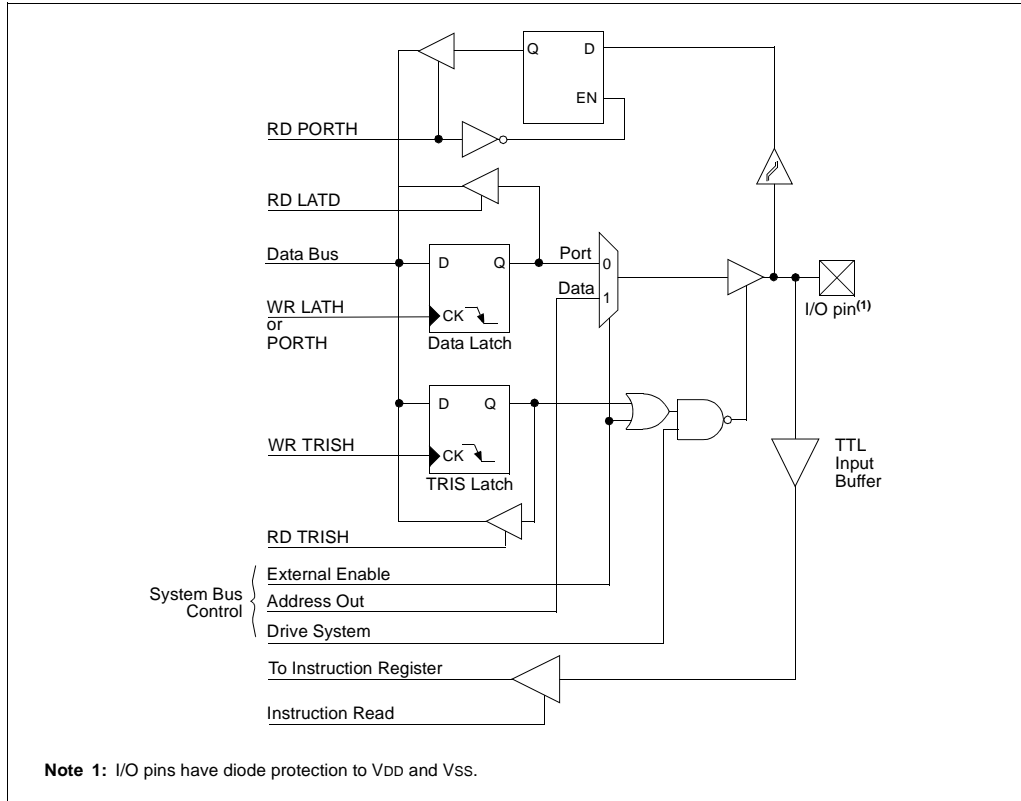 Q D
EN
RD PORTH
RD LATD
Data Bus
D Q
Port
0
Data
1
WR LATH
or
PORTH
CK
Data Latch
I/O pin(1)
D Q
WR TRISH
CK
TRIS Latch
TTL
Input
Buffer
RD TRISH
System Bus
Control
External Enable
Address Out
Drive System
To Instruction Register
Instruction Read
Note 1: I/O pins have diode protection to VDD and VSS.